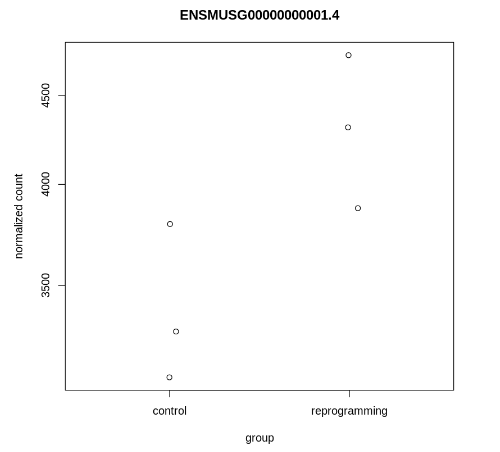 ENSMUSG00000000001.4
4500
4000
3500
normalized count
control
reprogramming
group